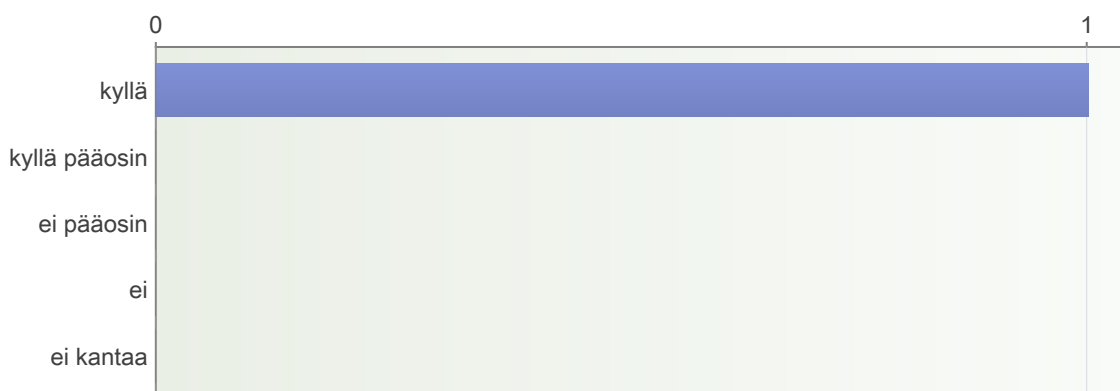 0 1
kyllä
kyllä pääosin
ei pääosin
ei
ei kantaa